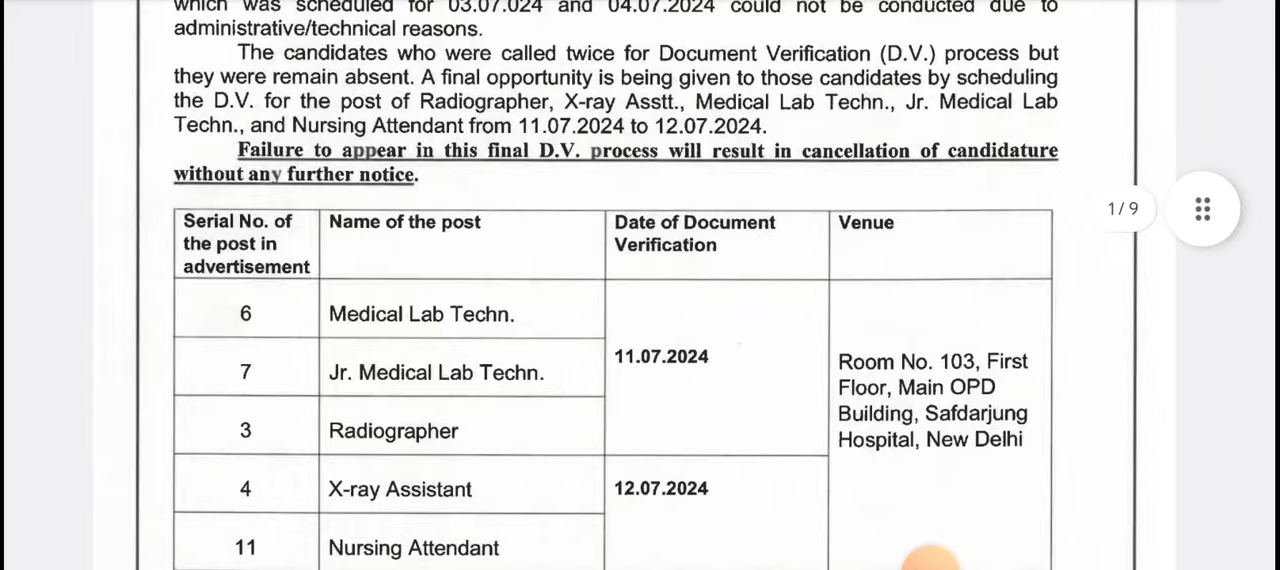 which was scheduled for 03.07.024 and 04.07.2024 could not be conducted due to
administrative/technical reasons.
The candidates who were called twice for Document Verification (D.V.) process but
they were remain absent. A final opportunity is being given to those candidates by scheduling
the D.V. for the post of Radiographer, X-ray Asstt., Medical Lab Techn., Jr. Medical Lab
Techn., and Nursing Attendant from 11.07.2024 to 12.07.2024.
Failure to appear in this final D.V. process will result in cancellation of candidature
without any further notice.
1/9
Serial No. of
the post in
advertisement
Name of the post
Date of Document
Verification
Venue
6
Medical Lab Techn.
11.07.2024
7
Jr. Medical Lab Techn.
3
Radiographer
Room No. 103, First
Floor, Main OPD
Building, Safdarjung
Hospital, New Delhi
4
X-ray Assistant
12.07.2024
11
Nursing Attendant